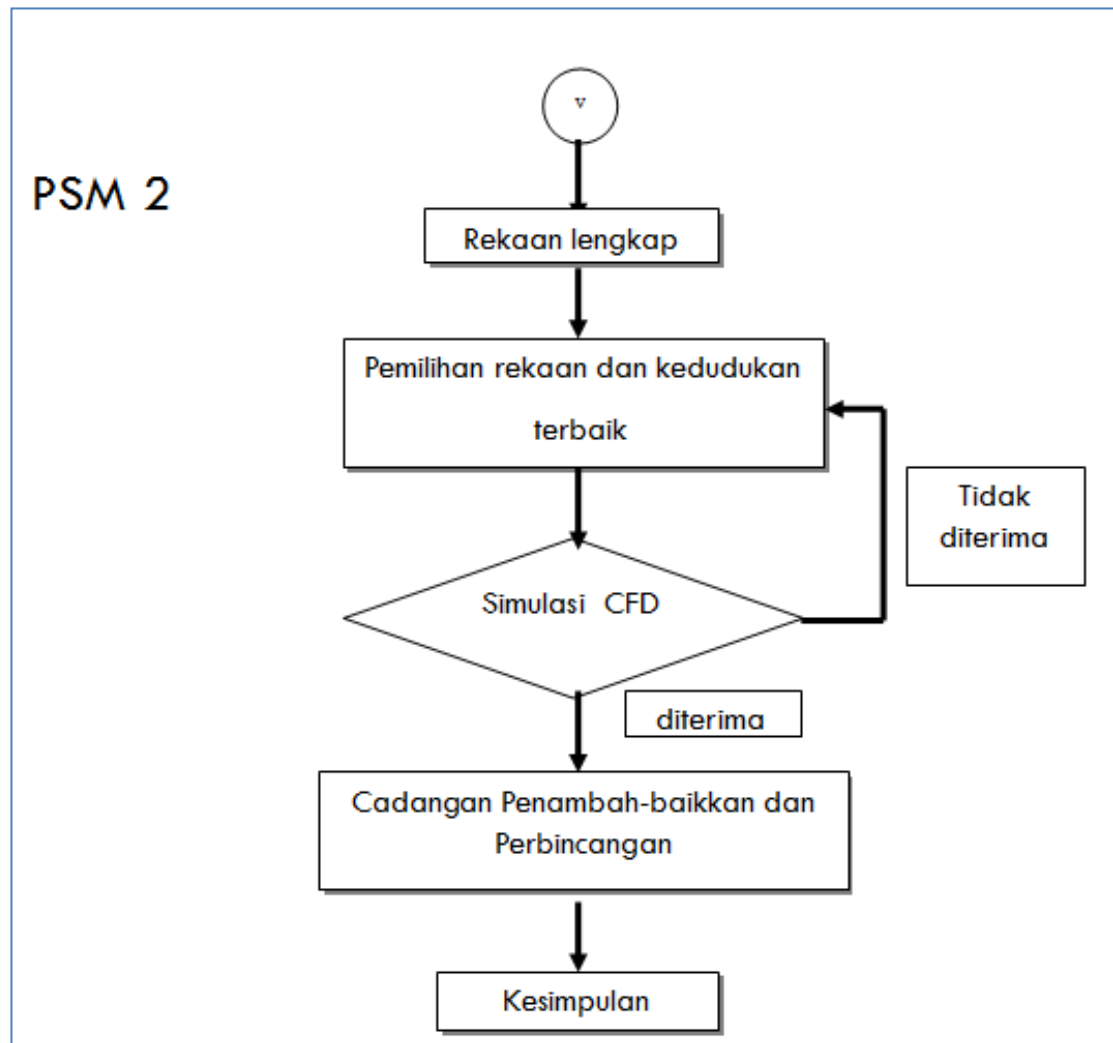 v
PSM 2
Rekaan lengkap
Pemilihan rekaan dan kedudukan
terbaik
Tidak
diterima
Simulasi CFD
diterima
Cadangan Penambah-baikkan dan
Perbincangan
Kesimpulan